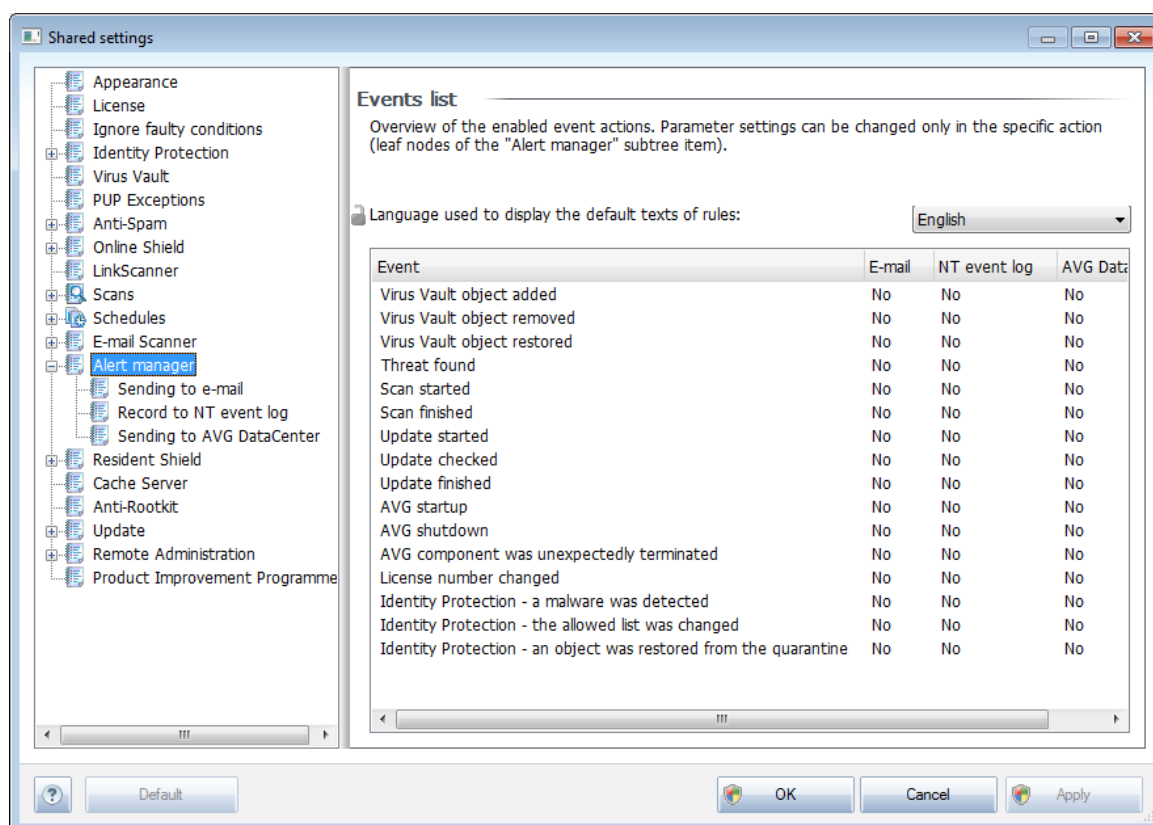 Shared settings
Appearance
License
Ignore faulty conditions
Identity Protection
Virus Vault
PUP Exceptions
Anti-Spam
Online Shield
LinkScanner
Scans
Schedules
E-mail Scanner
Alert manager
Sending to e-mail
Record to NT event log
Sending to AVG DataCenter
Resident Shield
Cache Server
Anti-Rootkit
Update
Remote Administration
Product Improvement Programme
Events list
Overview of the enabled event actions. Parameter settings can be changed only in the specific action
(leaf nodes of the "Alert manager" subtree item).
Language used to display the default texts of rules: English
Event E-mail NT event log AVG Data
Virus Vault object added No No No
Virus Vault object removed No No No
Virus Vault object restored No No No
Threat found No No No
Scan started No No No
Scan finished No No No
Update started No No No
Update checked No No No
Update finished No No No
AVG startup No No No
AVG shutdown No No No
AVG component was unexpectedly terminated No No No
License number changed No No No
Identity Protection - a malware was detected No No No
Identity Protection - the allowed list was changed No No No
Identity Protection - an object was restored from the quarantine No No No
? Default OK Cancel Apply